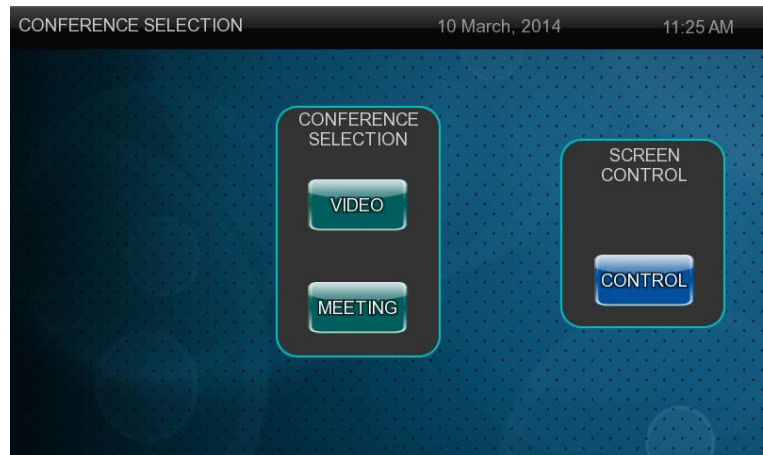 CONFERENCE SELECTION 10 March, 2014 11:25 AM
CONFERENCE
SELECTION
VIDEO
MEETING
SCREEN
CONTROL
CONTROL